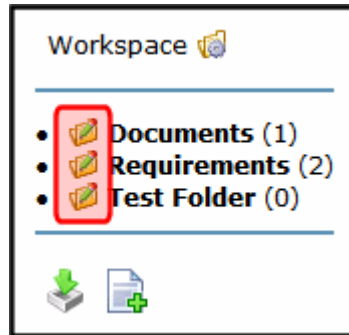 Workspace
• Documents (1)
• Requirements (2)
• Test Folder (0)